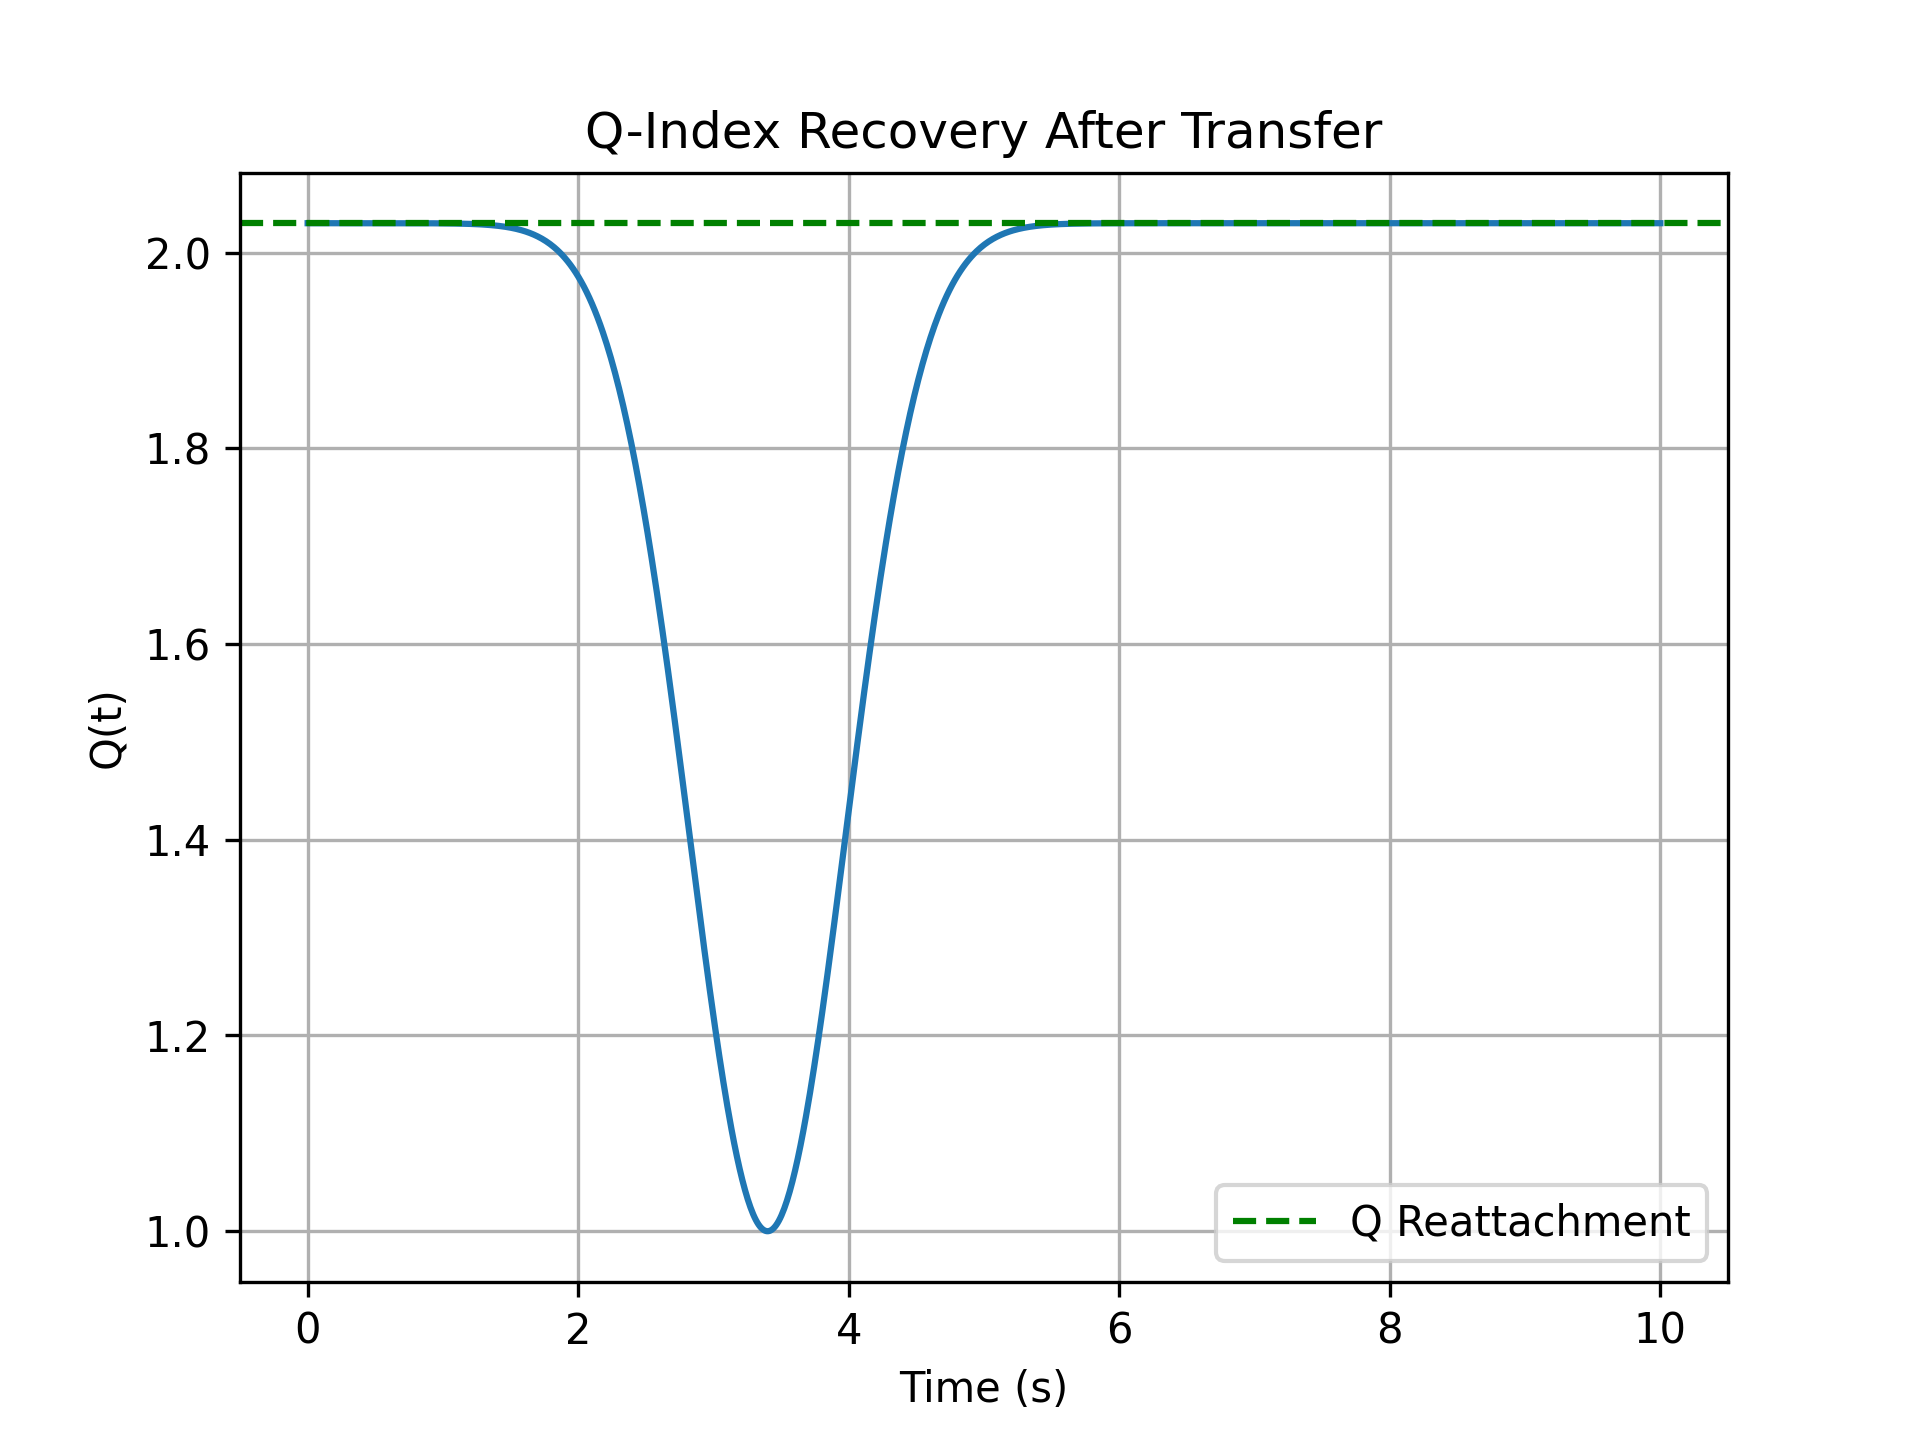 Q-Index Recovery After Transfer
2.0
1.8
1.6
1.4
1.2
1.0
Q(t)
Q Reattachment
0 2 4 6 8 10
Time (s)